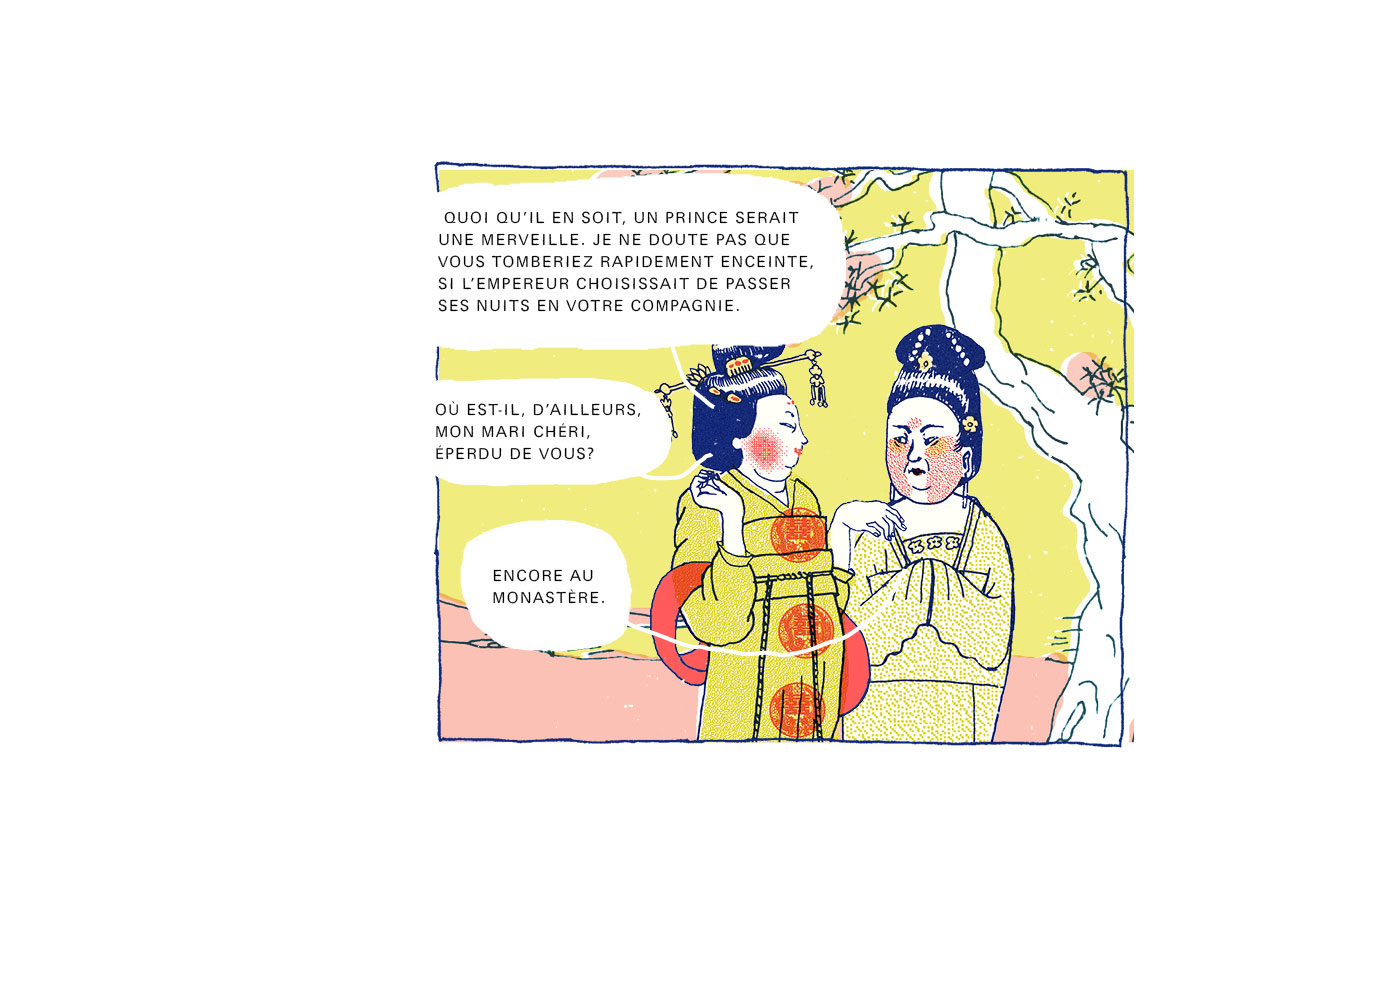 QUOI QU'IL EN SOIT, UN PRINCE SERAIT
UNE MERVEILLE. JE NE DOUTE PAS QUE
VOUS TOMBERIEZ RAPIDEMENT ENCEINTE,
SI L'EMPEREUR CHOISISSAIT DE PASSER
SES NUITS EN VOTRE COMPAGNIE.
OÙ EST-IL, D'AILLEURS,
MON MARI CHÉRI,
ÉPERDU DE VOUS?
ENCORE AU
MONASTÈRE.